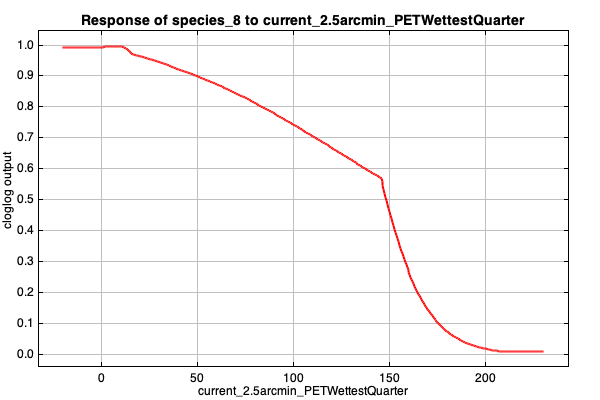 Response of species_8 to current_2.5arcmin_PETWettestQuarter
1.0
0.9
0.8
0.7
0.6
0.5
0.4
0.3
0.2
0.1
0.0
cloglog output
0 50 100 150 200
current_2.5arcmin_PETWettestQuarter